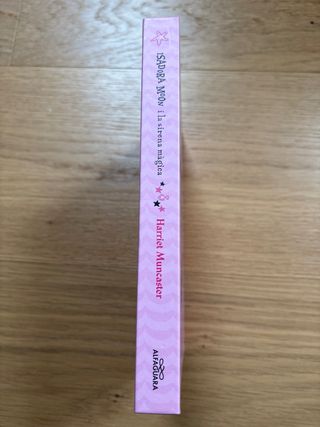 ISADORA MOON i la sirena màgica
Harriet Muncaster
ALFAGUARA